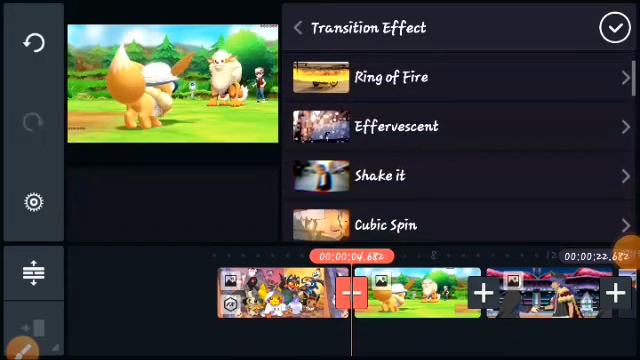 Transition Effect
Ring of Fire
Effervescent
Shake it
Cubic Spin
00:00:04.682
00:00:22.682